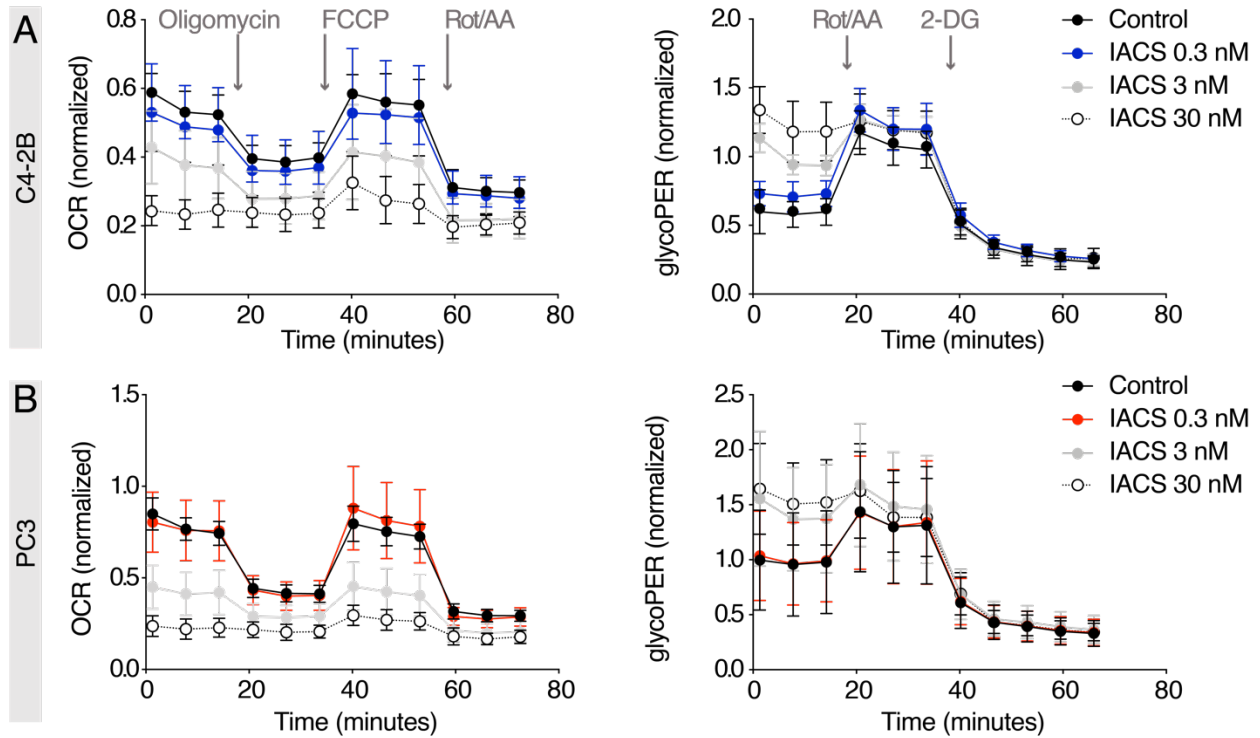 A
C4-2B
OCR (normalized)
0.8
0.6
0.4
0.2
0.0
Oligomycin
FCCP
Rot/AA
0
20
40
60
80
Time (minutes)
glycoPER (normalized)
2.0
1.5
1.0
0.5
0.0
Rot/AA
2-DG
0
20
40
60
80
Time (minutes)
Control
IACS 0.3 nM
IACS 3 nM
IACS 30 nM
B
PC3
OCR (normalized)
1.5
1.0
0.5
0.0
0
20
40
60
80
Time (minutes)
glycoPER (normalized)
2.5
2.0
1.5
1.0
0.5
0.0
0
20
40
60
80
Time (minutes)
Control
IACS 0.3 nM
IACS 3 nM
IACS 30 nM